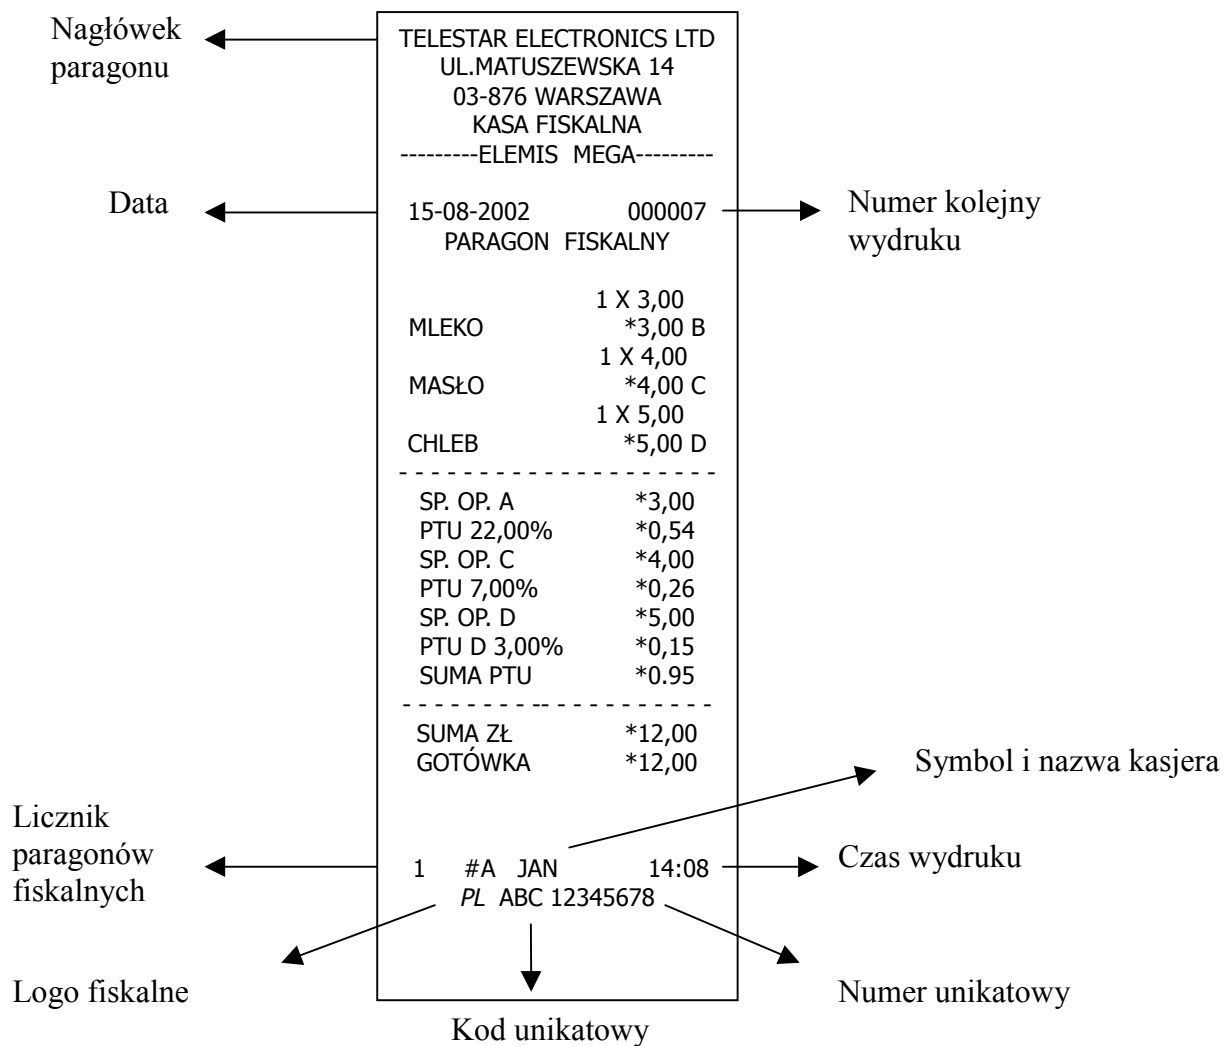 Nagłówek
paragonu
TELESTAR ELECTRONICS LTD
UL.MATUSZEWSKA 14
03-876 WARSZAWA
KASA FISKALNA
---------ELEMIS MEGA---------
Data
15-08-2002 000007
Numer kolejny
wydruku
PARAGON FISKALNY
1 X 3,00
MLEKO *3,00 B
1 X 4,00
MASŁO *4,00 C
1 X 5,00
CHLEB *5,00 D
- - - - - - - - - - - - - - - - - - - - -
SP. OP. A *3,00
PTU 22,00% *0,54
SP. OP. C *4,00
PTU 7,00% *0,26
SP. OP. D *5,00
PTU D 3,00% *0,15
SUMA PTU *0.95
- - - - - - - - -- - - - - - - - - - -
SUMA ZŁ *12,00
GOTÓWKA *12,00
Symbol i nazwa kasjera
Licznik
paragonów
fiskalnych
1 #A JAN 14:08
Czas wydruku
PL ABC 12345678
Logo fiskalne
Numer unikatowy
Kod unikatowy